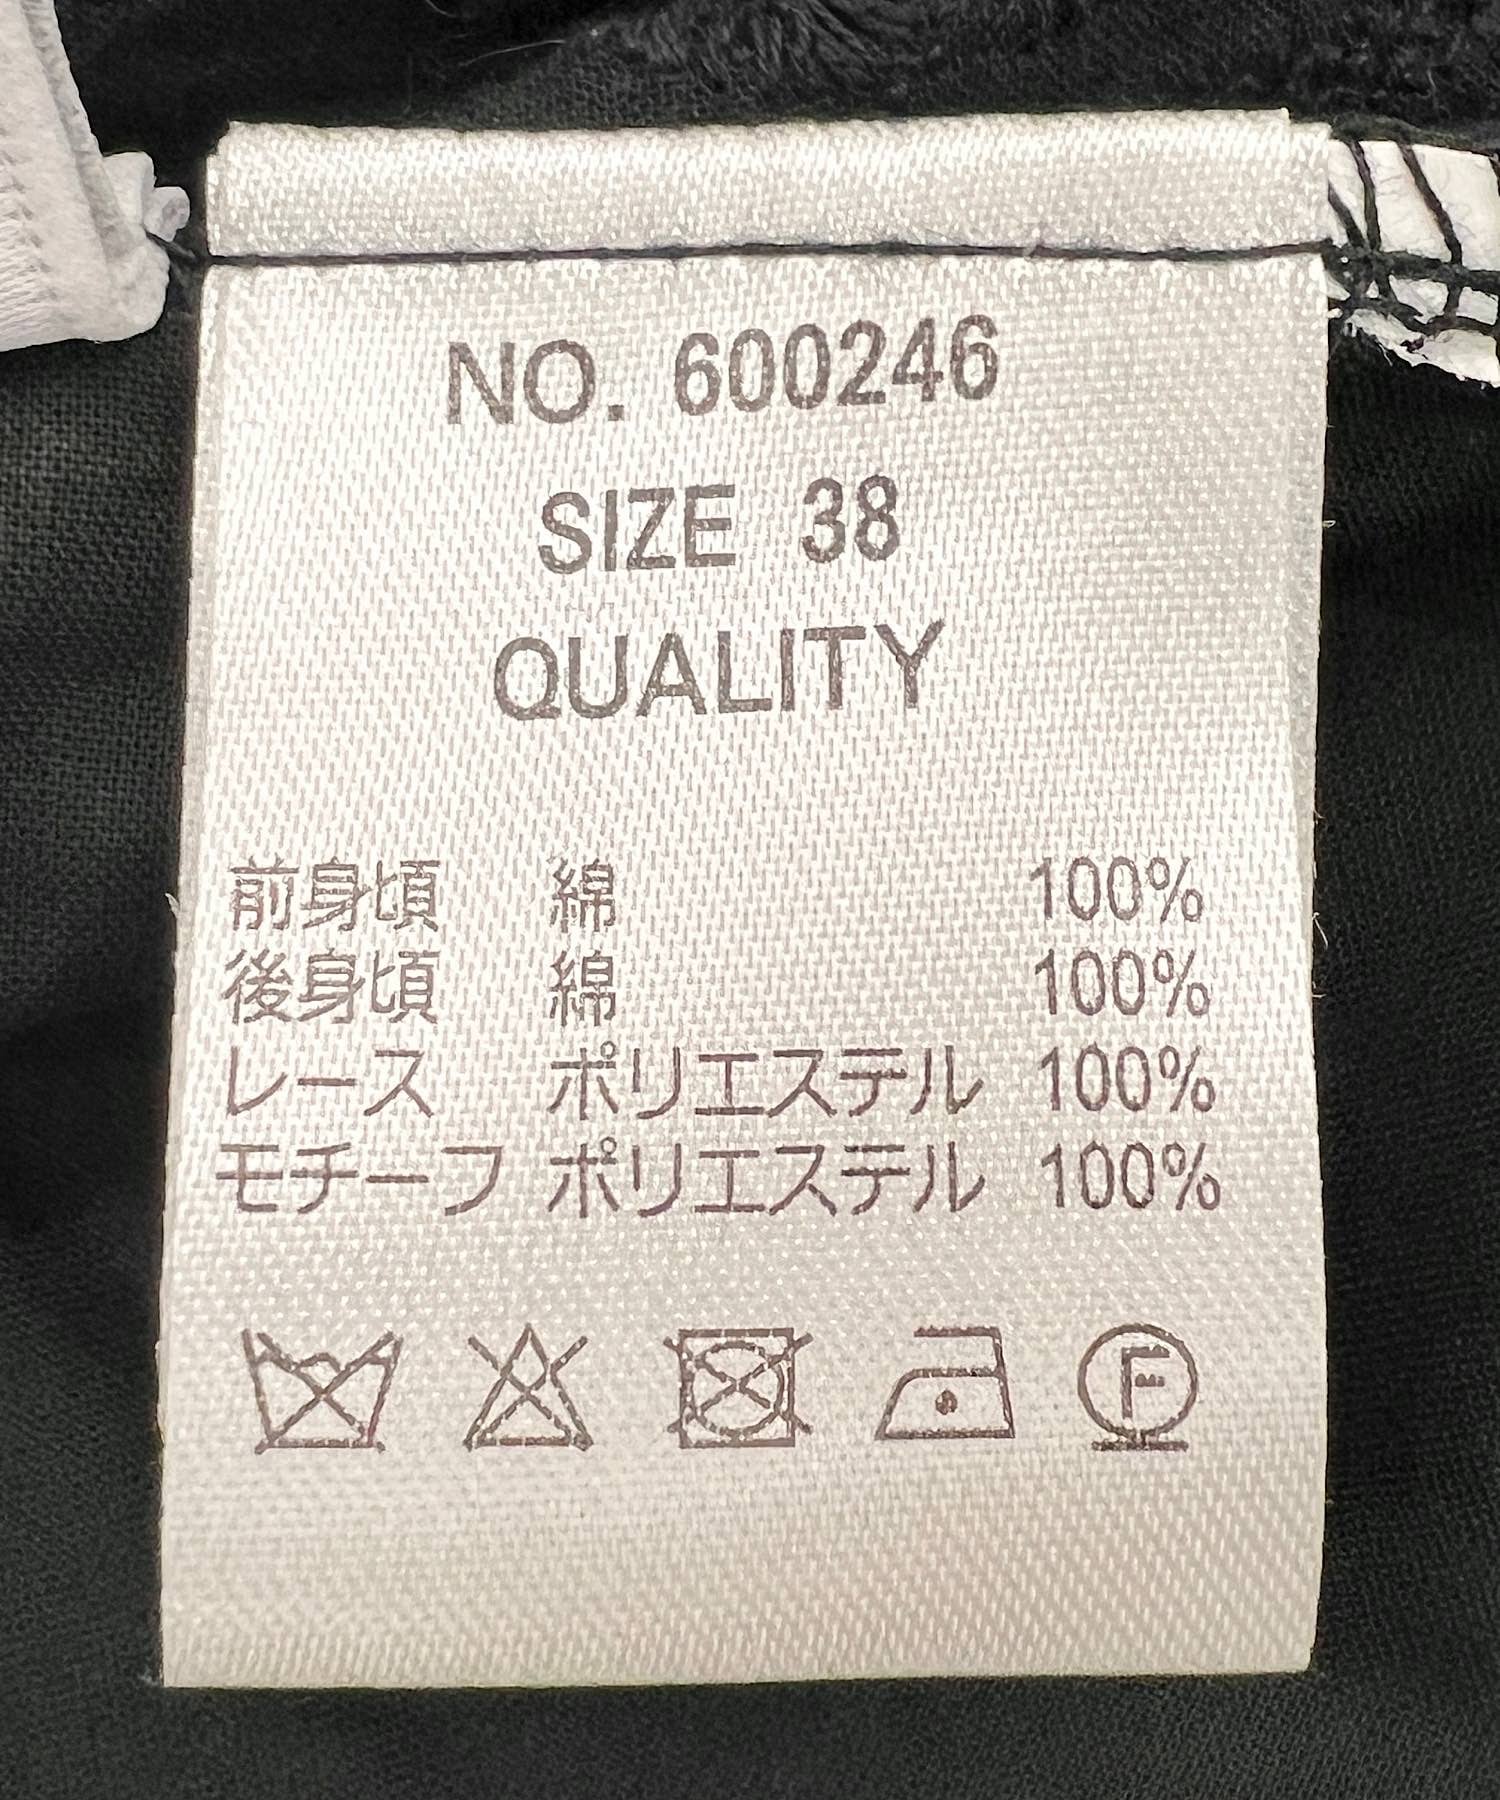 NO. 600246
SIZE 38
QUALITY
前身頃 綿 100%
後身頃 綿 100%
レース ポリエステル 100%
モチーフ ポリエステル 100%
F